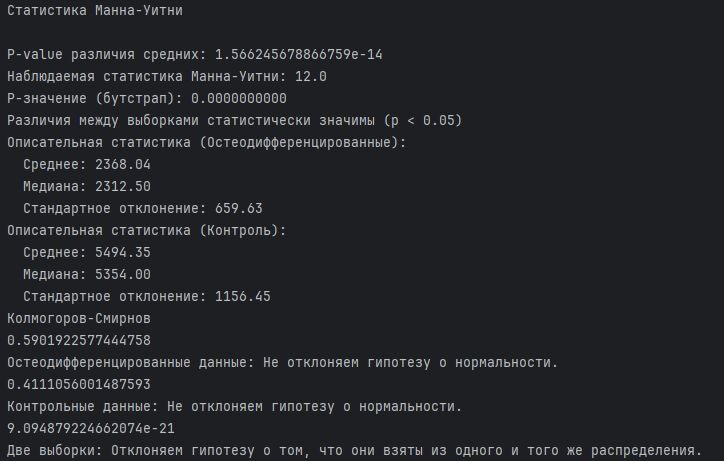 Статистика Манна-Уитни
P-value различия средних: 1.566245678866759e-14
Наблюдаемая статистика Манна-Уитни: 12.0
P-значение (бутстрап): 0.0000000000
Различия между выборками статистически значимы (p < 0.05)
Описательная статистика (Остеодифференцированные):
Среднее: 2368.04
Медиана: 2312.50
Стандартное отклонение: 659.63
Описательная статистика (Контроль):
Среднее: 5494.35
Медиана: 5354.00
Стандартное отклонение: 1156.45
Колмогоров-Смирнов
0.5901922577444758
Остеодифференцированные данные: Не отклоняем гипотезу о нормальности.
0.4111056001487593
Контрольные данные: Не отклоняем гипотезу о нормальности.
9.094879224662074e-21
Две выборки: Отклоняем гипотезу о том, что они взяты из одного и того же распределения.